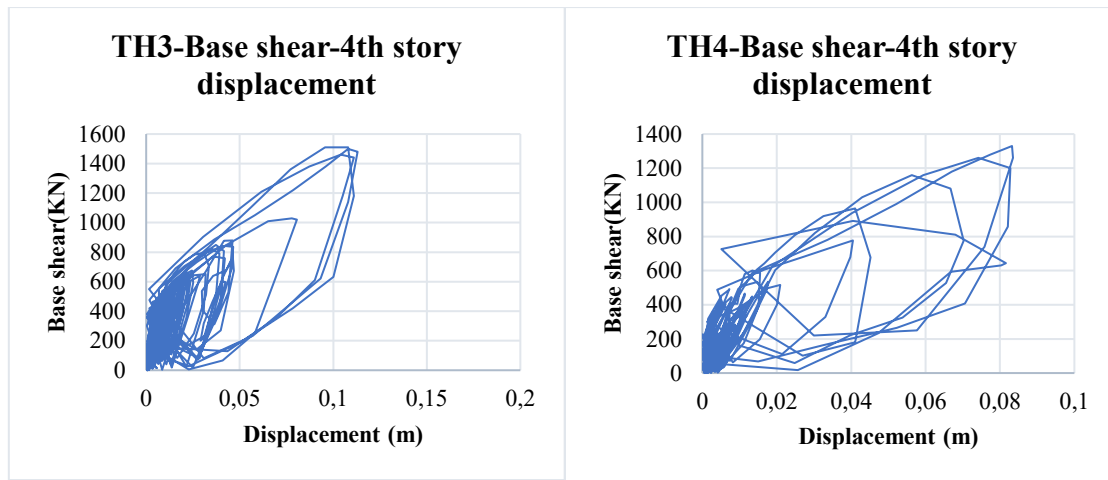 TH3-Base shear-4th story
displacement
1600
1400
1200
1000
800
600
400
200
0
0 0,05 0,1 0,15 0,2
Base shear(KN)
Displacement (m)
TH4-Base shear-4th story
displacement
1400
1200
1000
800
600
400
200
0
0 0,02 0,04 0,06 0,08 0,1
Base shear(KN)
Displacement (m)